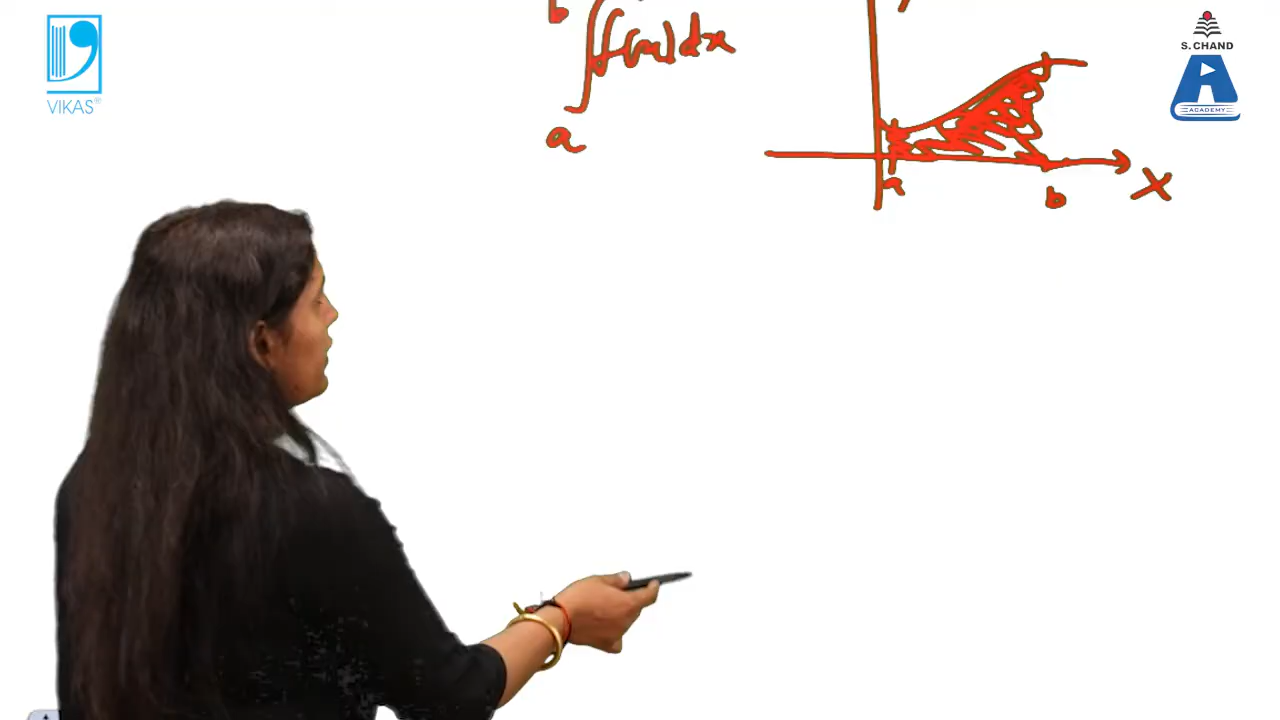 VIKAS®
b
∫f(x)dx
a
a
b
X
S. CHAND
A
ACADEMY